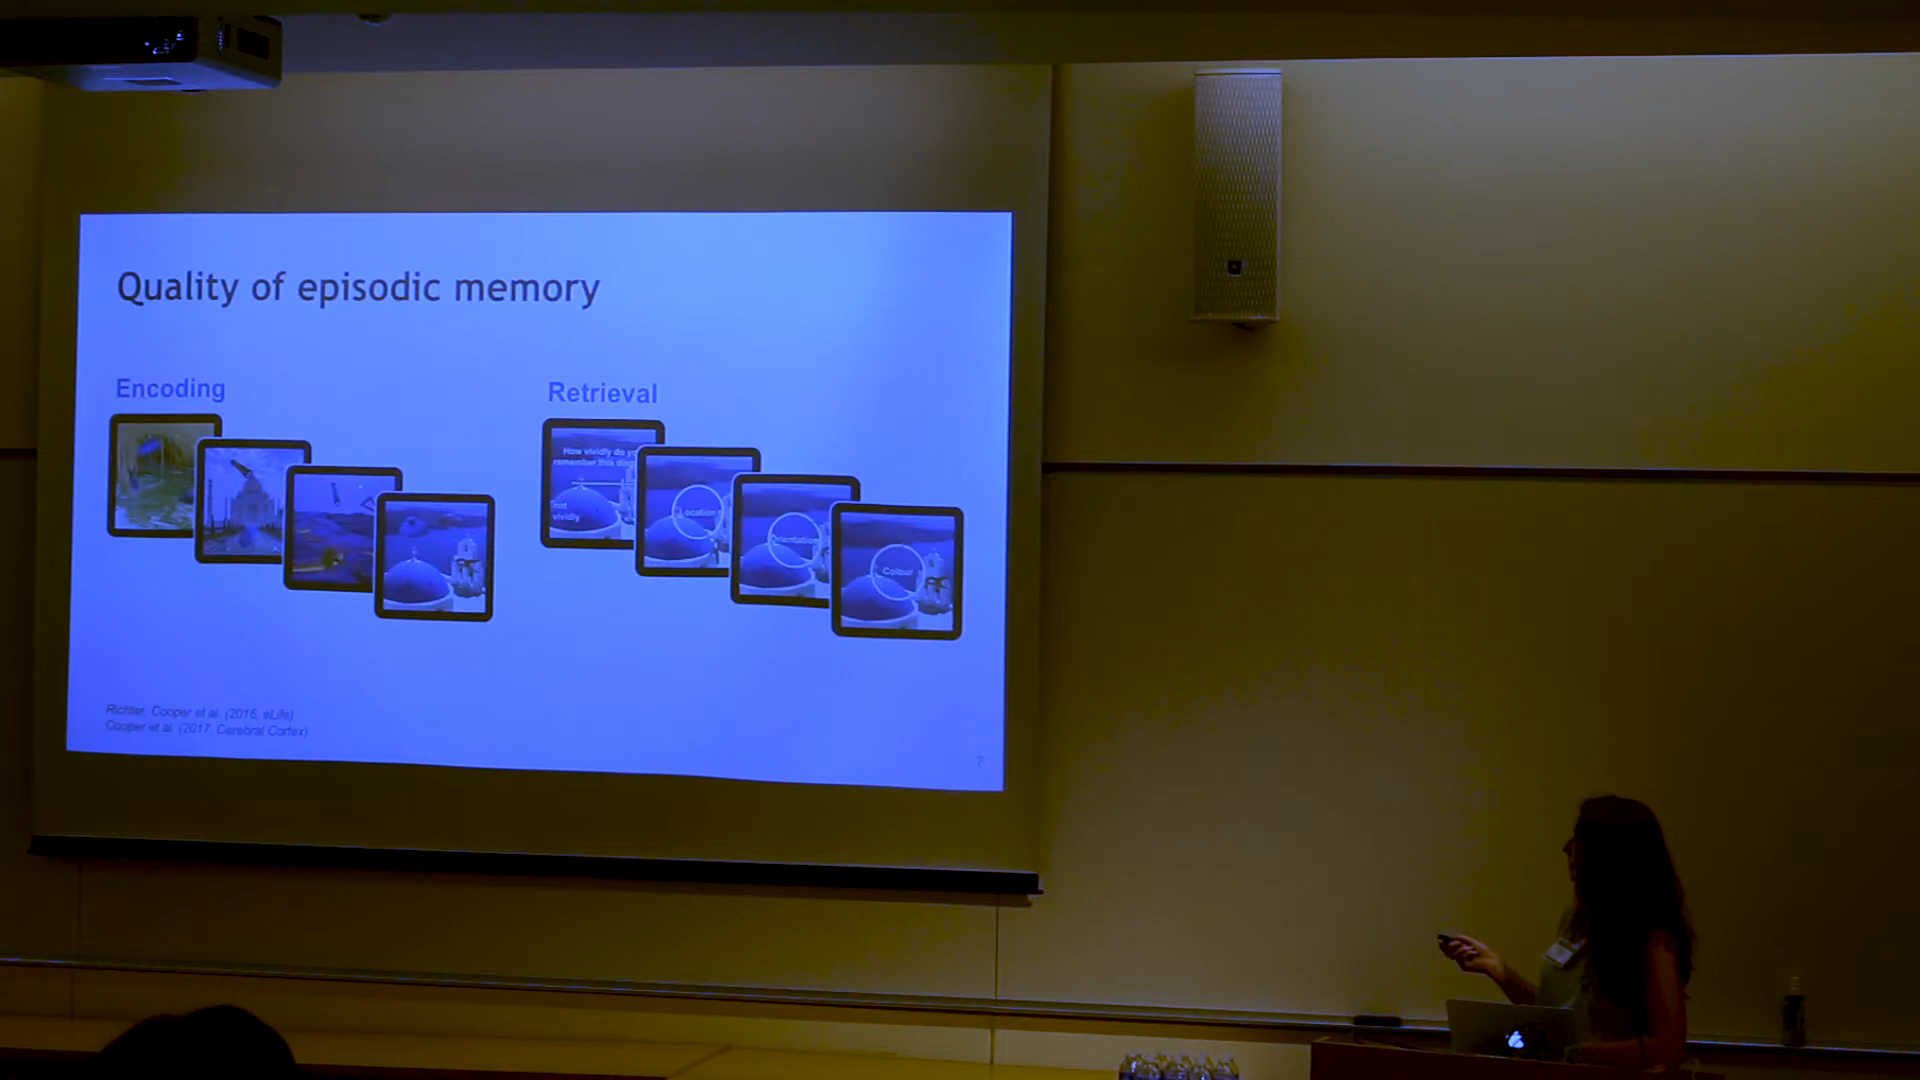 Quality of episodic memory
Encoding
Retrieval
How vividly do
remember this
not
vividly
Location
Orientation
Colour
Richter, Cooper et al. (2016, eLife)
Cooper et al. (2017, Cerebral Cortex)
7